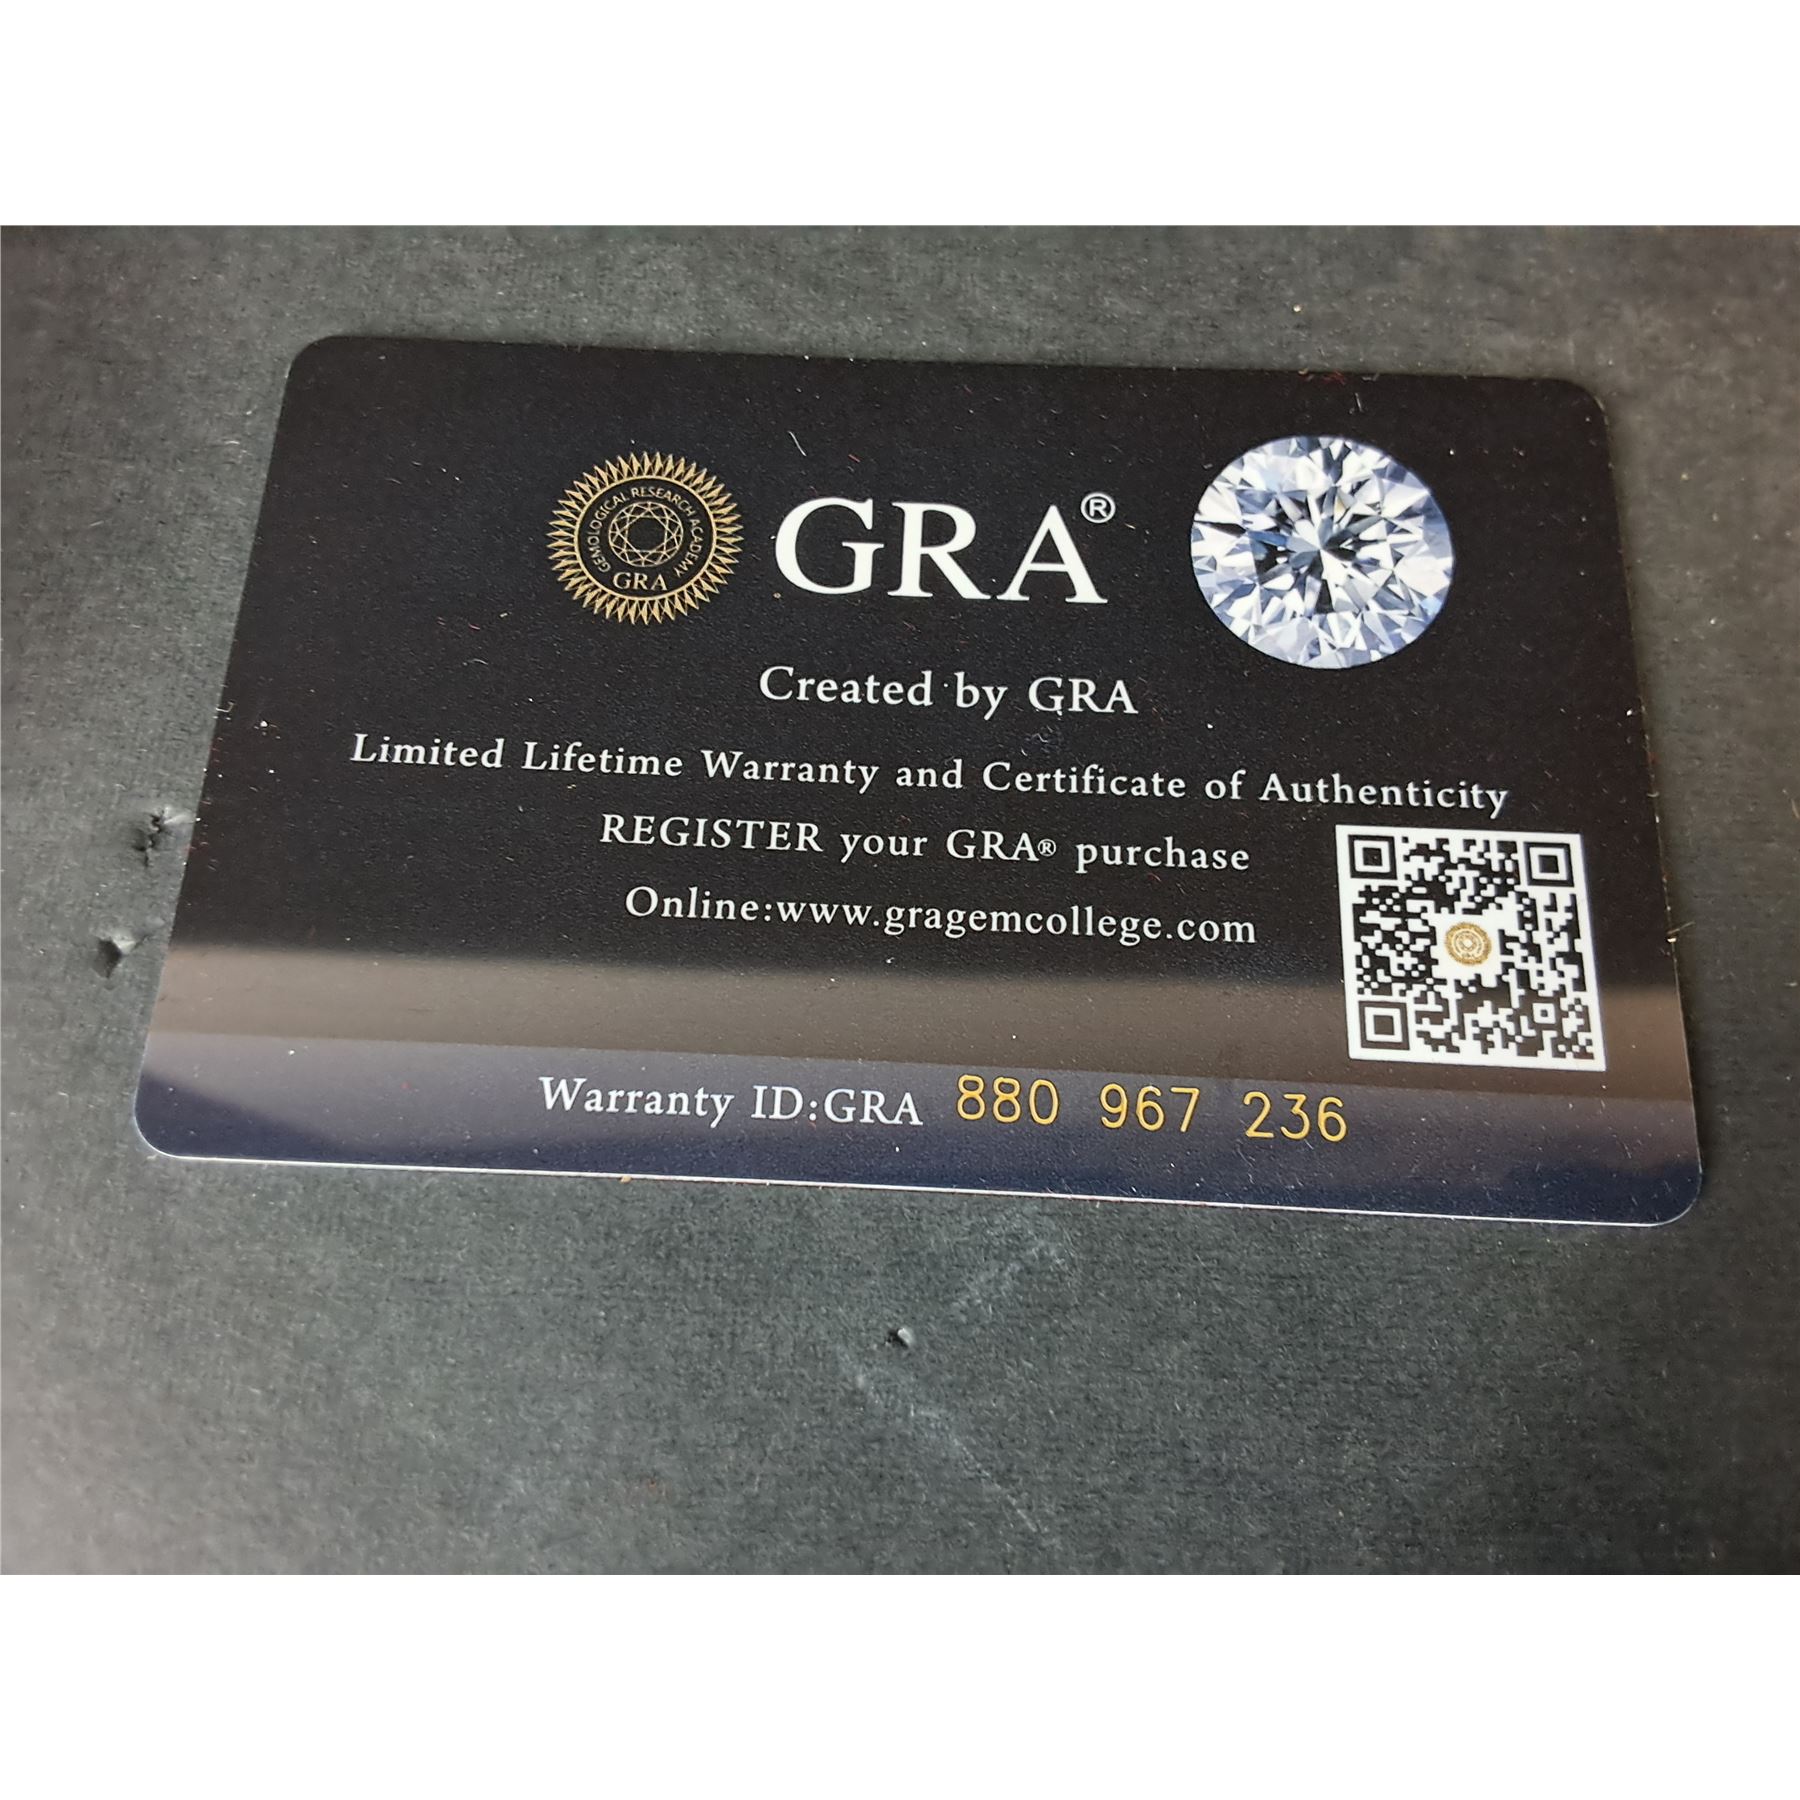 GEMOLOGICAL RESEARCH ACADEMY
GRA
GRA®
Created by GRA
Limited Lifetime Warranty and Certificate of Authenticity
REGISTER your GRA® purchase
Online:www.gragemcollege.com
Warranty ID:GRA 880 967 236